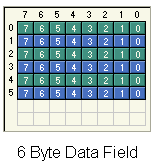 7 6 5 4 3 2 1 0
0 7 6 5 4 3 2 1 0
1 7 6 5 4 3 2 1 0
2 7 6 5 4 3 2 1 0
3 7 6 5 4 3 2 1 0
4 7 6 5 4 3 2 1 0
5 7 6 5 4 3 2 1 0
6 Byte Data Field